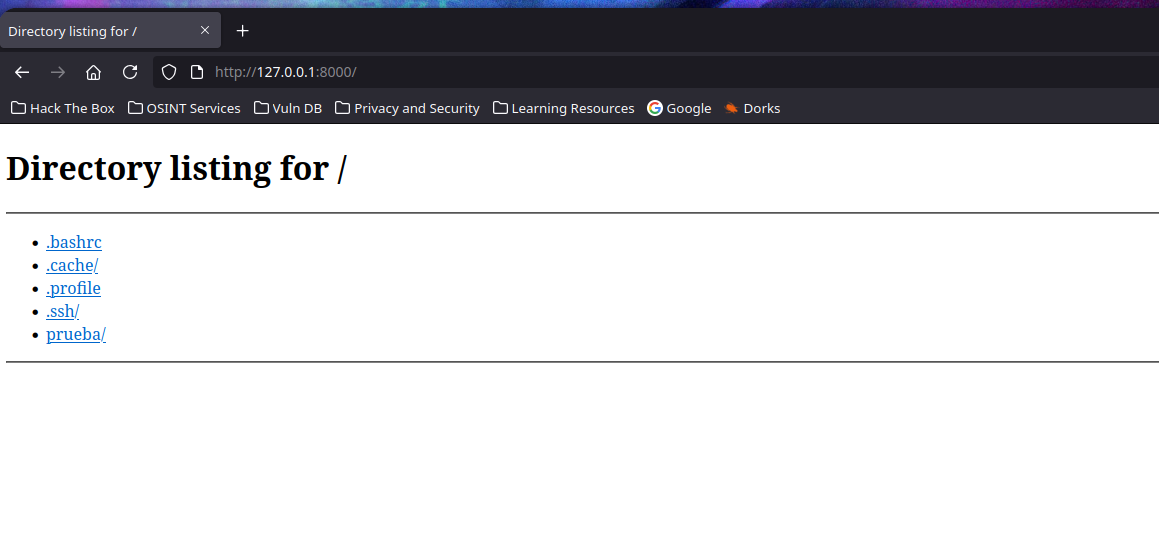 Directory listing for /
http://127.0.0.1:8000/
Hack The Box OSINT Services Vuln DB Privacy and Security Learning Resources Google Dorks
Directory listing for /
.bashrc
.cache/
.profile
.ssh/
prueba/